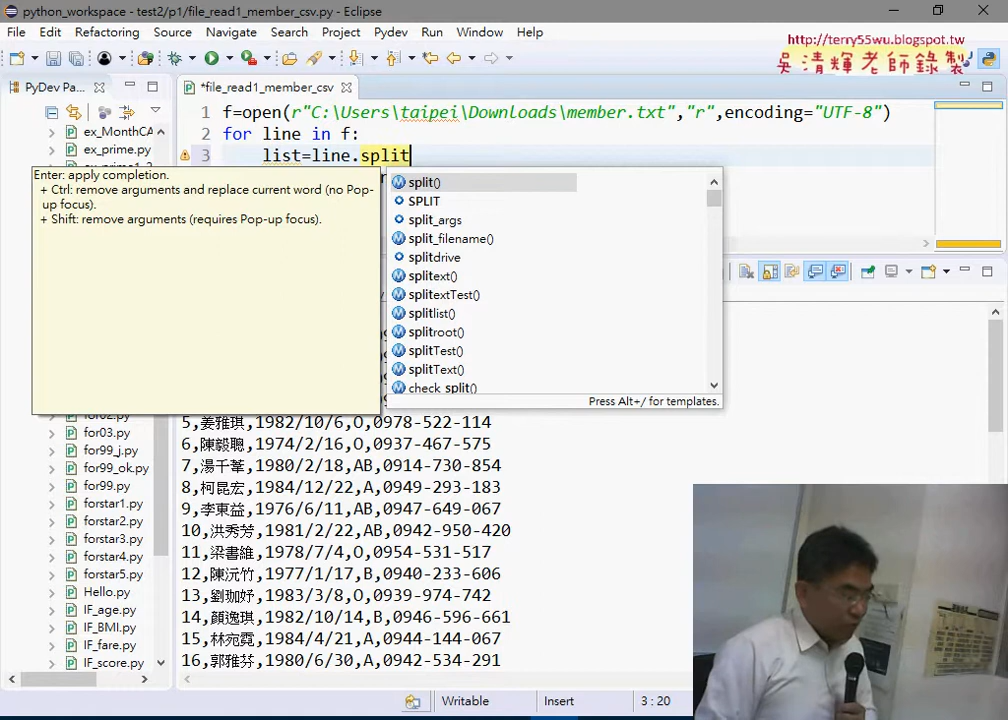 python_workspace - test2/p1/file_read1_member_csv.py - Eclipse
File Edit Refactoring Source Navigate Search Project Pydev Run Window Help
http://terry55wu.blogspot.tw
吳清輝老師錄製
PyDev Pa...
*file_read1_member_csv.py
ex_MonthCA
ex_prime.py
1 f=open(r"C:\Users\taipei\Downloads\member.txt","r",encoding="UTF-8")
2 for line in f:
3 list=line.split
Enter: apply completion.
+ Ctrl: remove arguments and replace current word (no Pop-
up focus).
+ Shift: remove arguments (requires Pop-up focus).
split()
SPLIT
split_args
split_filename()
splitdrive
splitext()
splitextTest()
splitlist()
splitroot()
splitTest()
splitText()
check_split()
Press Alt+/ for templates.
for02.py
for03.py
for99_j.py
for99_ok.py
for99.py
forstar1.py
forstar2.py
forstar3.py
forstar4.py
forstar5.py
Hello.py
IF_age.py
IF_BMI.py
IF_fare.py
IF_score.py
5,姜雅琪,1982/10/6,O,0978-522-114
6,陳毅聰,1974/2/16,O,0937-467-575
7,湯千峯,1980/2/18,AB,0914-730-854
8,柯昆宏,1984/12/22,A,0949-293-183
9,李東益,1976/6/11,AB,0947-649-067
10,洪秀芳,1981/2/22,AB,0942-950-420
11,梁書維,1978/7/4,O,0954-531-517
12,陳沅竹,1977/1/17,B,0940-233-606
13,劉珈妤,1983/3/8,O,0939-974-742
14,顏逸琪,1982/10/14,B,0946-596-661
15,林宛霓,1984/4/21,A,0944-144-067
16,郭雅芬,1980/6/30,A,0942-534-291
Writable
Insert
3 : 20